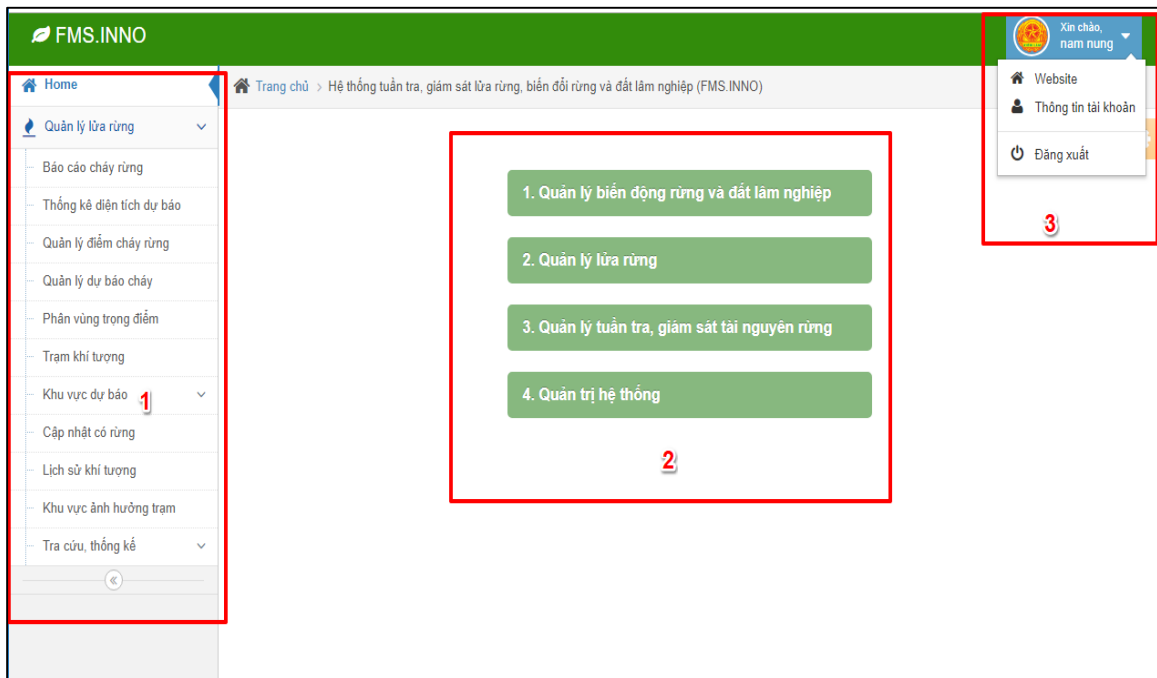 FMS.INNO
Xin chào,
nam nung
Home
Trang chủ > Hệ thống tuần tra, giám sát lửa rừng, biến đổi rừng và đất lâm nghiệp (FMS.INNO)
Website
Thông tin tài khoản
Đăng xuất
3
Quản lý lửa rừng
Báo cáo cháy rừng
Thống kê diện tích dự báo
Quản lý điểm cháy rừng
Quản lý dự báo cháy
Phân vùng trọng điểm
Trạm khí tượng
Khu vực dự báo
1
Cập nhật có rừng
Lịch sử khí tượng
Khu vực ảnh hưởng trạm
Tra cứu, thống kế
1. Quản lý biến động rừng và đất lâm nghiệp
2. Quản lý lửa rừng
3. Quản lý tuần tra, giám sát tài nguyên rừng
4. Quản trị hệ thống
2